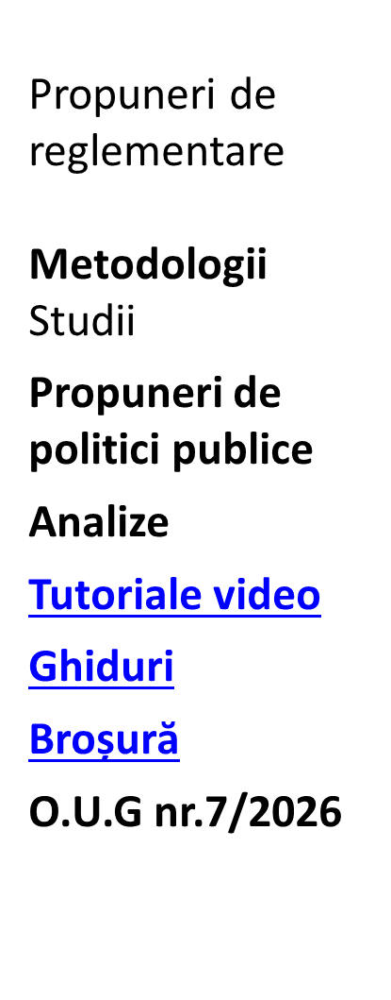 Propuneri de
reglementare
Metodologii
Studii
Propuneri de
politici publice
Analize
Tutoriale video
Ghiduri
Broșură
O.U.G nr.7/2026